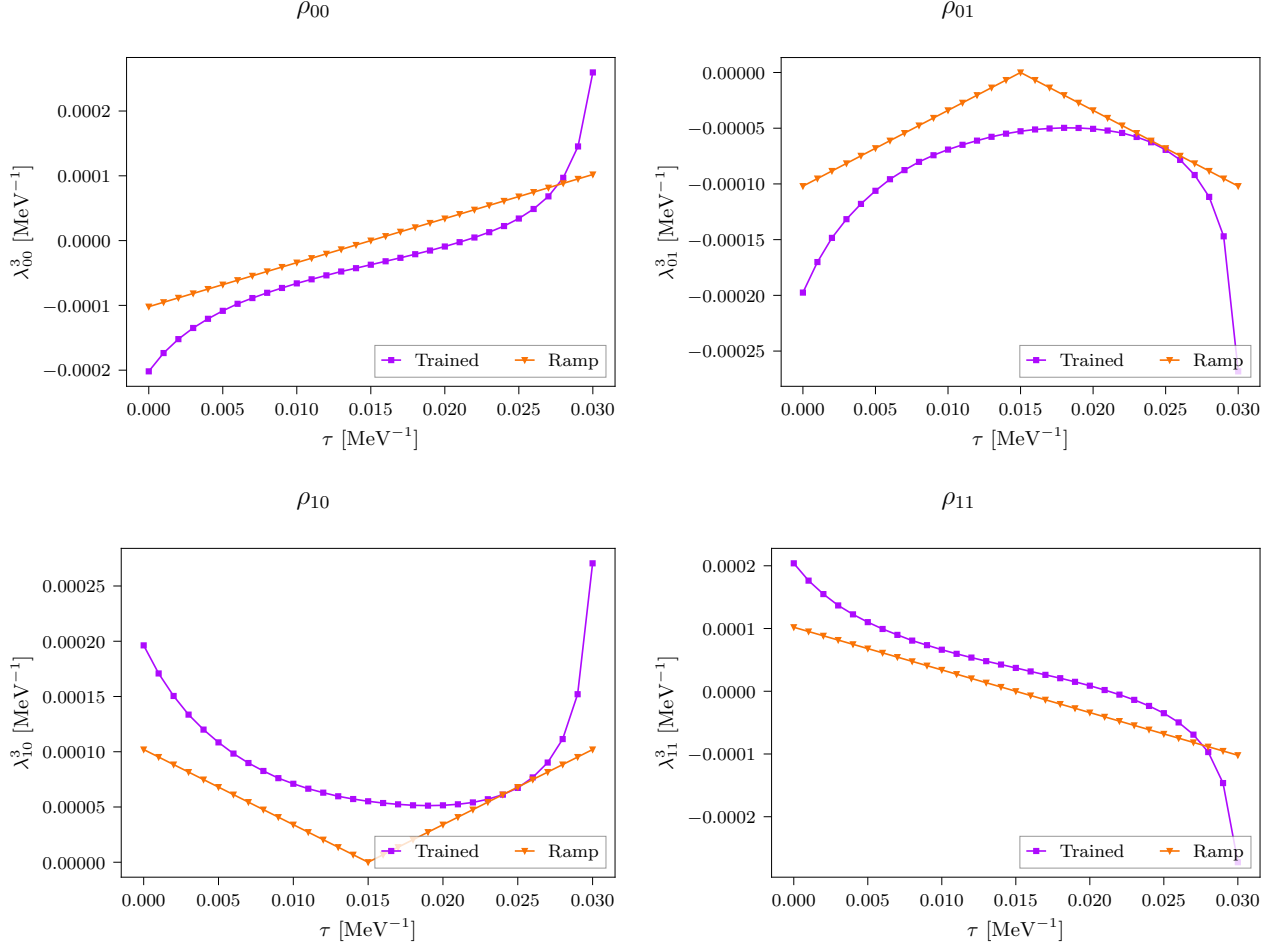 ρ₀₀
λ³₀₀ [MeV⁻¹]
0.0002
0.0001
0.0000
−0.0001
−0.0002
Trained
Ramp
0.000 0.005 0.010 0.015 0.020 0.025 0.030
τ [MeV⁻¹]
ρ₀₁
λ³₀₁ [MeV⁻¹]
0.00000
−0.00005
−0.00010
−0.00015
−0.00020
−0.00025
Trained
Ramp
0.000 0.005 0.010 0.015 0.020 0.025 0.030
τ [MeV⁻¹]
ρ₁₀
λ³₁₀ [MeV⁻¹]
0.00025
0.00020
0.00015
0.00010
0.00005
0.00000
Trained
Ramp
0.000 0.005 0.010 0.015 0.020 0.025 0.030
τ [MeV⁻¹]
ρ₁₁
λ³₁₁ [MeV⁻¹]
0.0002
0.0001
0.0000
−0.0001
−0.0002
Trained
Ramp
0.000 0.005 0.010 0.015 0.020 0.025 0.030
τ [MeV⁻¹]